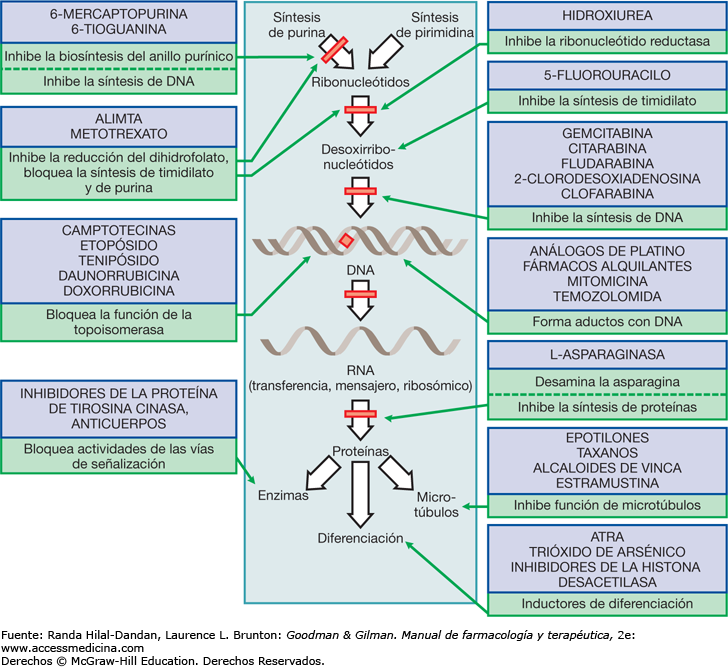 6-MERCAPTOPURINA
6-TIOGUANINA
Inhibe la biosíntesis del anillo purínico
Inhibe la síntesis de DNA
ALIMTA
METOTREXATO
Inhibe la reducción del dihidrofolato,
bloquea la síntesis de timidilato
y de purina
CAMPTOTECINAS
ETOPÓSIDO
TENIPÓSIDO
DAUNORRUBICINA
DOXORRUBICINA
Bloquea la función de la
topoisomerasa
INHIBIDORES DE LA PROTEÍNA
DE TIROSINA CINASA,
ANTICUERPOS
Bloquea actividades de las vías
de señalización
Síntesis
de purina
Síntesis de
pirimidina
Ribonucleótidos
Desoxirribo-
nucleótidos
DNA
RNA
(transferencia, mensajero, ribosómico)
Proteínas
Enzimas
Micro-
túbulos
Diferenciación
HIDROXIUREA
Inhibe la ribonucleótido reductasa
5-FLUOROURACILO
Inhibe la síntesis de timidilato
GEMCITABINA
CITARABINA
FLUDARABINA
2-CLORODESOXIADENOSINA
CLOFARABINA
Inhibe la síntesis de DNA
ANÁLOGOS DE PLATINO
FÁRMACOS ALQUILANTES
MITOMICINA
TEMOZOLOMIDA
Forma aductos con DNA
L-ASPARAGINASA
Desamina la asparagina
Inhibe la síntesis de proteínas
EPOTILONES
TAXANOS
ALCALOIDES DE VINCA
ESTRAMUSTINA
Inhibe función de microtúbulos
ATRA
TRIÓXIDO DE ARSÉNICO
INHIBIDORES DE LA HISTONA
DESACETILASA
Inductores de diferenciación
Fuente: Randa Hilal-Dandan, Laurence L. Brunton: Goodman & Gilman. Manual de farmacología y terapéutica, 2e:
www.accessmedicina.com
Derechos © McGraw-Hill Education. Derechos Reservados.